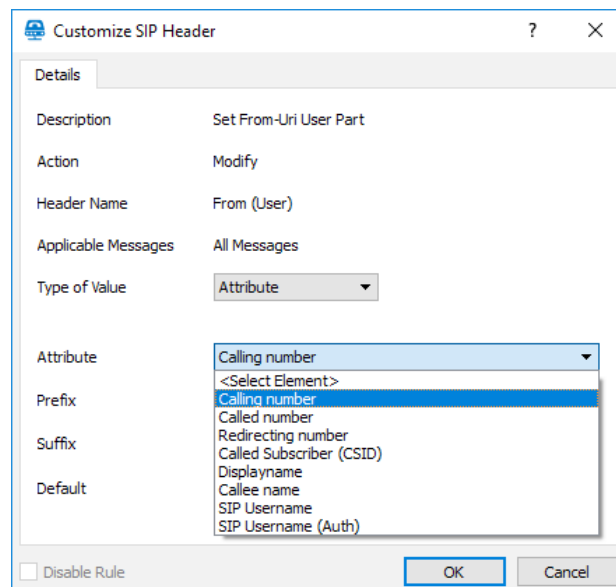 Customize SIP Header ?
Details
Description Set From-Uri User Part
Action Modify
Header Name From (User)
Applicable Messages All Messages
Type of Value Attribute
Attribute Calling number
<Select Element>
Prefix Calling number
Called number
Redirecting number
Suffix Called Subscriber (CSID)
Displayname
Default Callee name
SIP Username
SIP Username (Auth)
Disable Rule OK Cancel